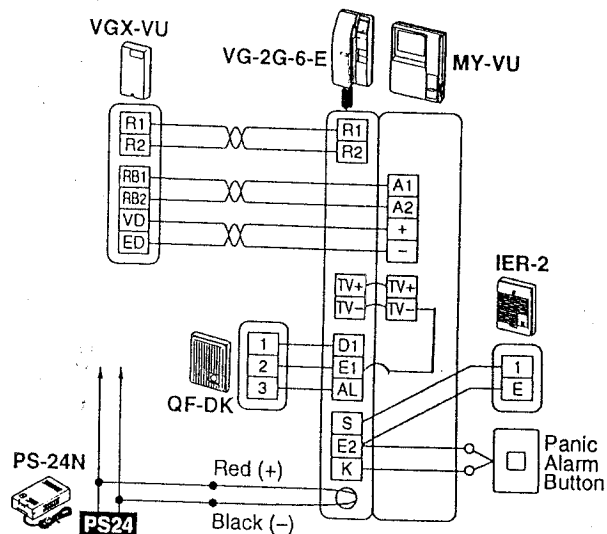 VGX-VU
VG-2G-6-E
MY-VU
R1
R2
RB1
RB2
VD
ED
R1
R2
A1
A2
+
−
TV+
TV+
TV−
TV−
IER-2
1
2
3
D1
E1
AL
QF-DK
1
E
S
E2
K
Panic
Alarm
Button
PS-24N
PS24
Red (+)
Black (−)